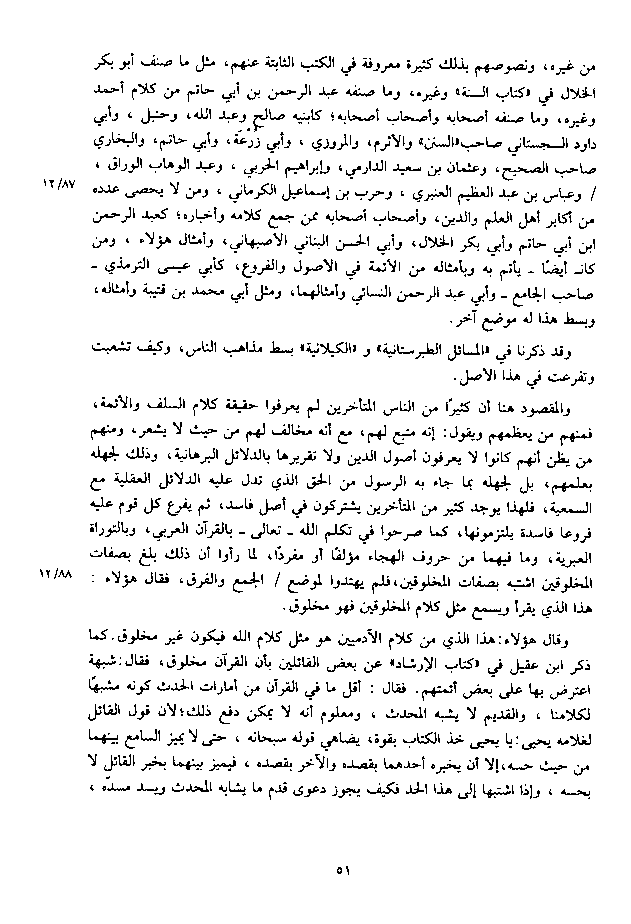 من غيره، ونصوصهم بذلك كثيرة معروفة في الكتب الثابتة عنهم، مثل ما صنف أبو بكر
الخلال في «كتاب السنة» وغيره، وما صنفه عبد الرحمن بن أبي حاتم من كلام أحمد
وغيره، وما صنفه أصحابه وأصحاب أصحابه؛ كابنيه صالح وعبد الله، وحنبل، وأبي
داود السجستاني صاحب «السنن» والأثرم، والمروزي، وأبي زُرْعَة، وأبي حاتم، والبخاري
صاحب الصحيح، وعثمان بن سعيد الدارمي، وإبراهيم الحربي، وعبد الوهاب الوراق،
١٢/٨٧ / وعباس بن عبد العظيم العنبري، وحرب بن إسماعيل الكرماني، ومن لا يحصى عدده
من أكابر أهل العلم والدين، وأصحاب أصحابه ممن جمع كلامه وأخباره؛ كعبد الرحمن
ابن أبي حاتم وأبي بكر الخلال، وأبي الحسن البناني الأصبهاني، وأمثال هؤلاء، ومن
كان ـ أيضًا ـ يأتم به وبأمثاله من الأئمة في الأصول والفروع، كأبي عيسى الترمذي ـ
صاحب الجامع ـ وأبي عبد الرحمن النسائي وأمثالهما، ومثل أبي محمد بن قتيبة وأمثاله،
وبسط هذا له موضع آخر.
وقد ذكرنا في «المسائل الطبرستانية» و «الكيلانية» بسط مذاهب الناس، وكيف تشعبت
وتفرعت في هذا الأصل.
والمقصود هنا أن كثيرًا من الناس المتأخرين لم يعرفوا حقيقة كلام السلف والأئمة،
فمنهم من يعظمهم ويقول: إنه متبع لهم، مع أنه مخالف لهم من حيث لا يشعر، ومنهم
من يظن أنهم كانوا لا يعرفون أصول الدين ولا تقريرها بالدلائل البرهانية، وذلك لجهله
بعلمهم، بل لجهله بما جاء به الرسول من الحق الذي تدل عليه الدلائل العقلية مع
السمعية، فلهذا يوجد كثير من المتأخرين يشتركون في أصل فاسد، ثم يفرع كل قوم عليه
فروعا فاسدة يلتزمونها، كما صرحوا في تكلم الله ـ تعالى ـ بالقرآن العربي، وبالتوراة
العبرية، وما فيهما من حروف الهجاء مؤلفًا أو مفردًا، لما رأوا أن ذلك بلغ بصفات
١٢/٨٨ المخلوقين اشتبه بصفات المخلوقين، فلم يهتدوا لموضع / الجمع والفرق، فقال هؤلاء:
هذا الذي يقرأ ويسمع مثل كلام المخلوقين فهو مخلوق.
وقال هؤلاء: هذا الذي من كلام الآدميين هو مثل كلام الله فيكون غير مخلوق. كما
ذكر ابن عقيل في «كتاب الإرشاد» عن بعض القائلين بأن القرآن مخلوق، فقال: شبهة
اعترض بها على بعض أئمتهم. فقال: أقل ما في القرآن من أمارات الحدث كونه مشبهًا
لكلامنا، والقديم لا يشبه المحدث، ومعلوم أنه لا يمكن دفع ذلك؛ لأن قول القائل
لغلامه يحيى: يا يحيى خذ الكتاب بقوة، يضاهي قوله سبحانه، حتى لا يميز السامع بينهما
من حيث حسه، إلا أن يخبره أحدهما بقصده والآخر بقصده، فيميز بينهما بخبر القائل لا
بحسه، وإذا اشتبها إلى هذا الحد فكيف يجوز دعوى قدم ما يشابه المحدث ويسد مسدّه،
٥١